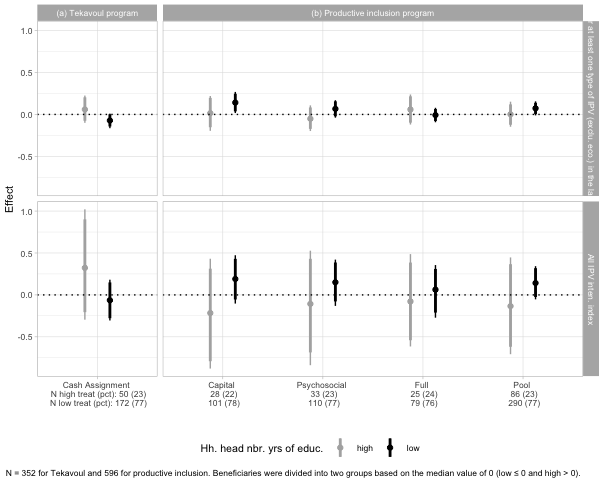 (a) Tekavoul program
(b) Productive inclusion program
1.0
0.5
0.0
-0.5
at least one type of IPV (exclu. eco.) in the la
1.0
0.5
0.0
-0.5
All IPV inten. index
Effect
Cash Assignment
N high treat (pct): 50 (23)
N low treat (pct): 172 (77)
Capital
28 (22)
101 (78)
Psychosocial
33 (23)
110 (77)
Full
25 (24)
79 (76)
Pool
86 (23)
290 (77)
Hh. head nbr. yrs of educ.
high
low
N = 352 for Tekavoul and 596 for productive inclusion. Beneficiaries were divided into two groups based on the median value of 0 (low ≤ 0 and high > 0).